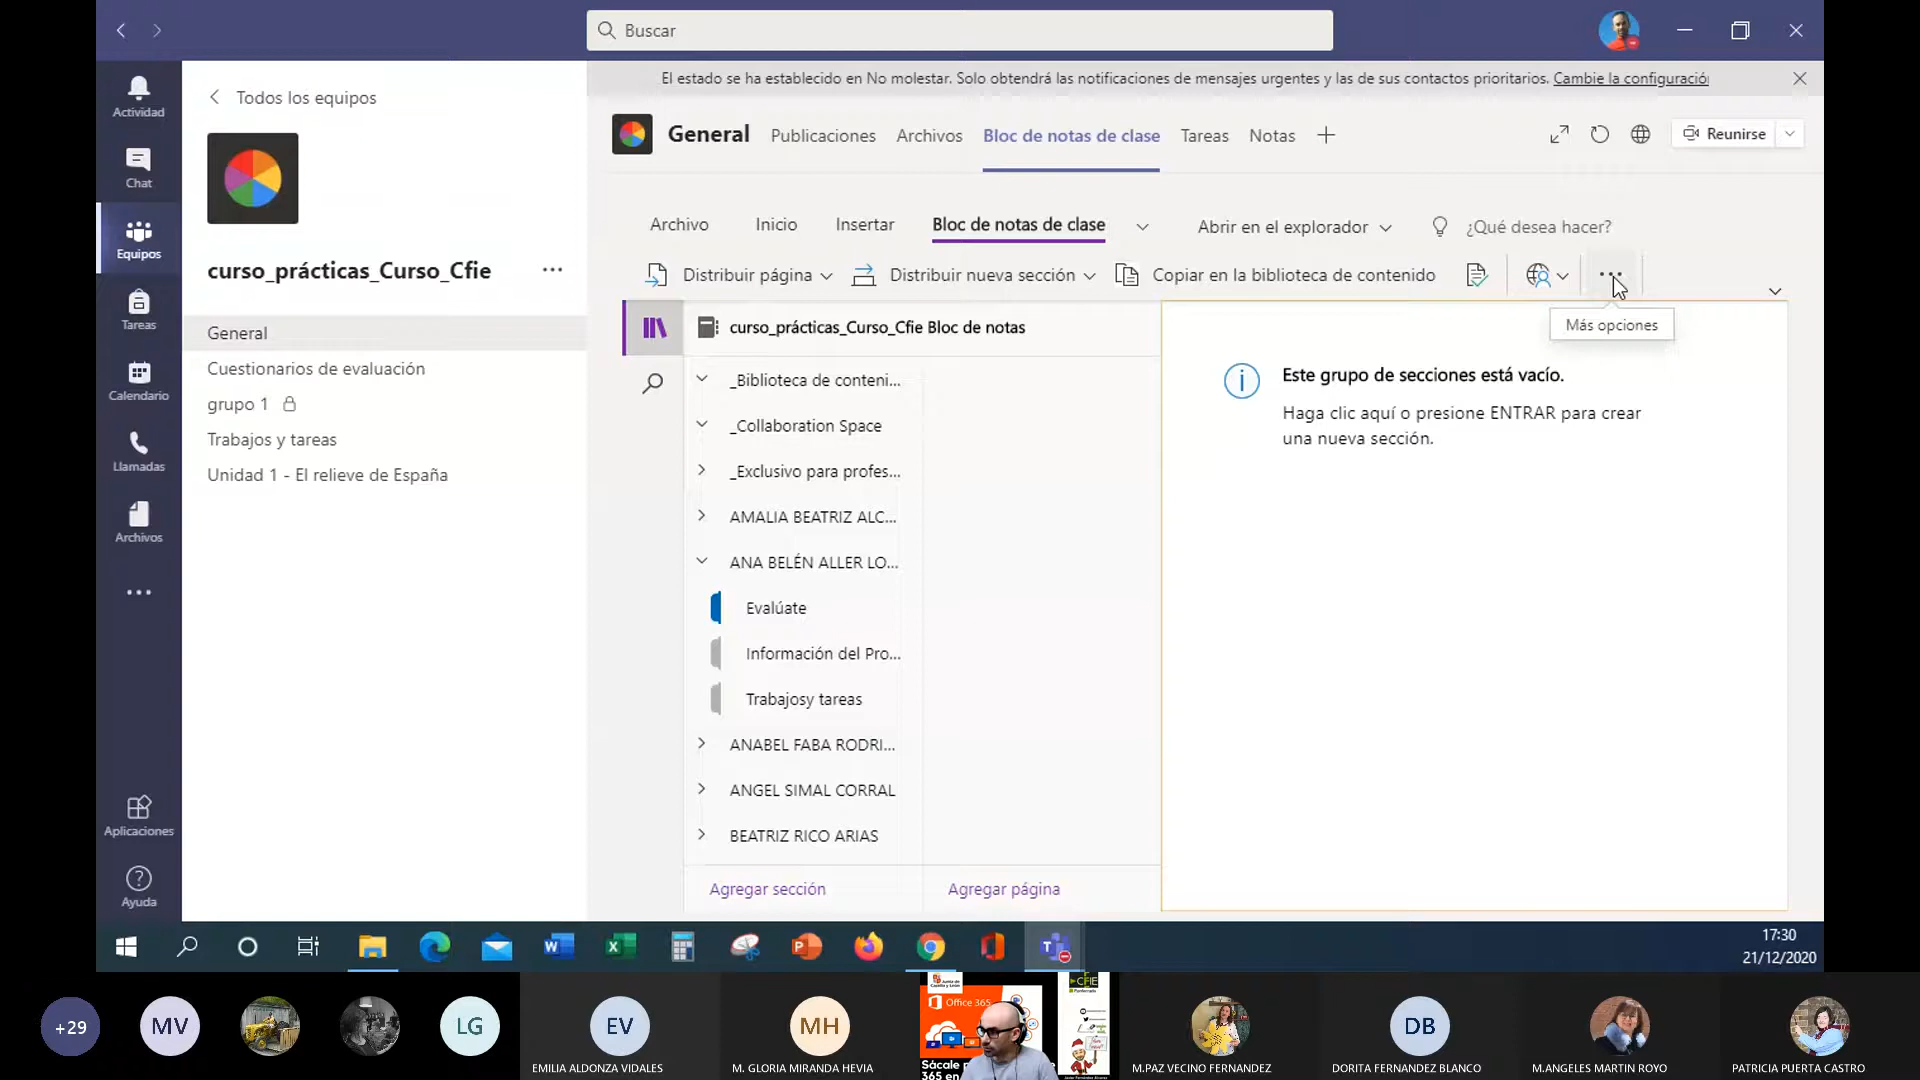 Buscar
El estado se ha establecido en No molestar. Solo obtendrá las notificaciones de mensajes urgentes y las de sus contactos prioritarios. Cambie la configuració
Actividad
Chat
Equipos
Tareas
Calendario
Llamadas
Archivos
Aplicaciones
Ayuda
Todos los equipos
curso_prácticas_Curso_Cfie
General
Cuestionarios de evaluación
grupo 1
Trabajos y tareas
Unidad 1 - El relieve de España
General Publicaciones Archivos Bloc de notas de clase Tareas Notas
Reunirse
Archivo Inicio Insertar Bloc de notas de clase Abrir en el explorador ¿Qué desea hacer?
Distribuir página Distribuir nueva sección Copiar en la biblioteca de contenido
Más opciones
curso_prácticas_Curso_Cfie Bloc de notas
_Biblioteca de conteni...
_Collaboration Space
_Exclusivo para profes...
AMALIA BEATRIZ ALC...
ANA BELÉN ALLER LO...
Evalúate
Información del Pro...
Trabajosy tareas
ANABEL FABA RODRI...
ANGEL SIMAL CORRAL
BEATRIZ RICO ARIAS
Agregar sección Agregar página
Este grupo de secciones está vacío.
Haga clic aquí o presione ENTRAR para crear
una nueva sección.
17:30
21/12/2020
+29
MV
LG
EV
EMILIA ALDONZA VIDALES
MH
M. GLORIA MIRANDA HEVIA
Office 365
CFIE
Sácale
365 en
M.PAZ VECINO FERNANDEZ
DB
DORITA FERNANDEZ BLANCO
M.ANGELES MARTIN ROYO
PATRICIA PUERTA CASTRO